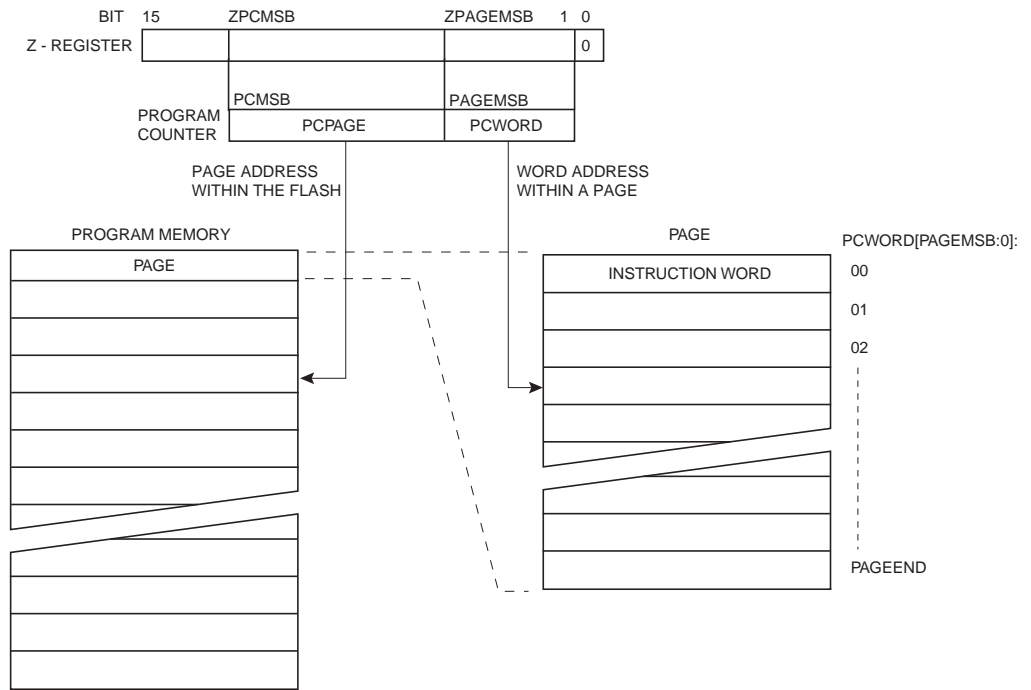 BIT 15 ZPCMSB ZPAGEMSB 1 0
Z - REGISTER 0
PCMSB PAGEMSB
PROGRAM
COUNTER
PCPAGE PCWORD
PAGE ADDRESS
WITHIN THE FLASH
WORD ADDRESS
WITHIN A PAGE
PROGRAM MEMORY
PAGE
PAGE
PCWORD[PAGEMSB:0]:
INSTRUCTION WORD
00
01
02
PAGEEND